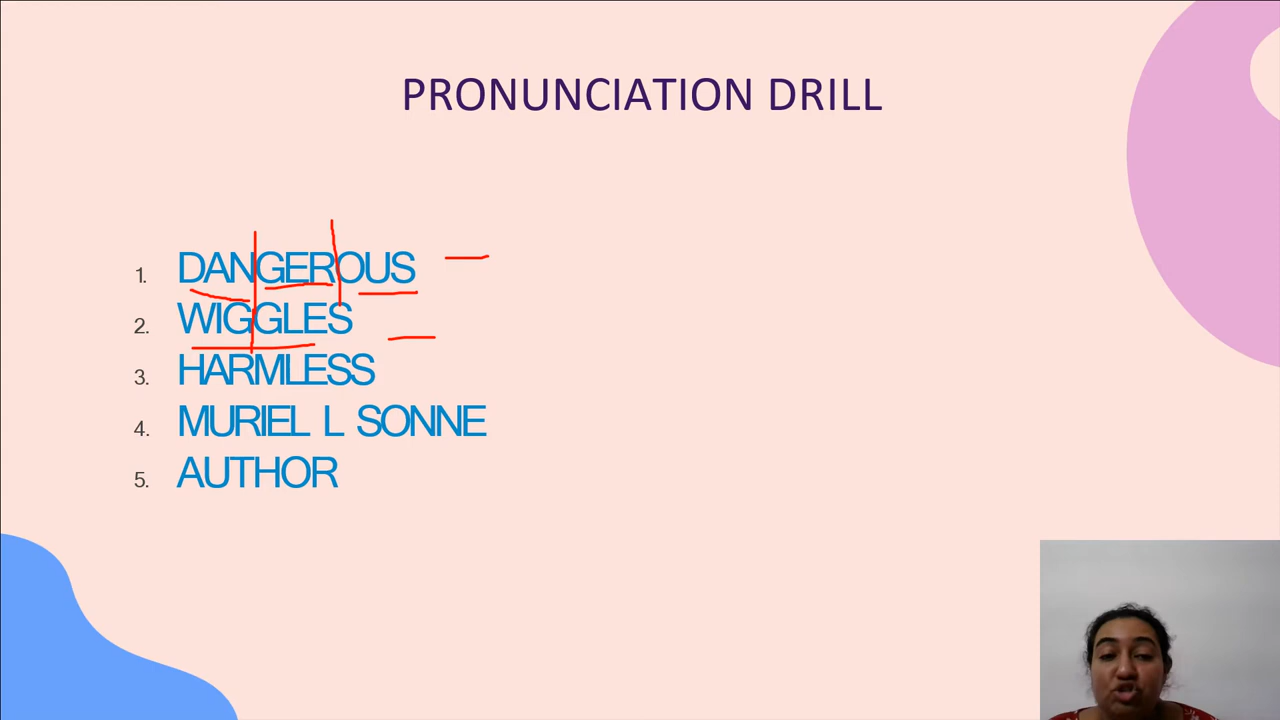 PRONUNCIATION DRILL
1. DANGEROUS
2. WIGGLES
3. HARMLESS
4. MURIEL L SONNE
5. AUTHOR